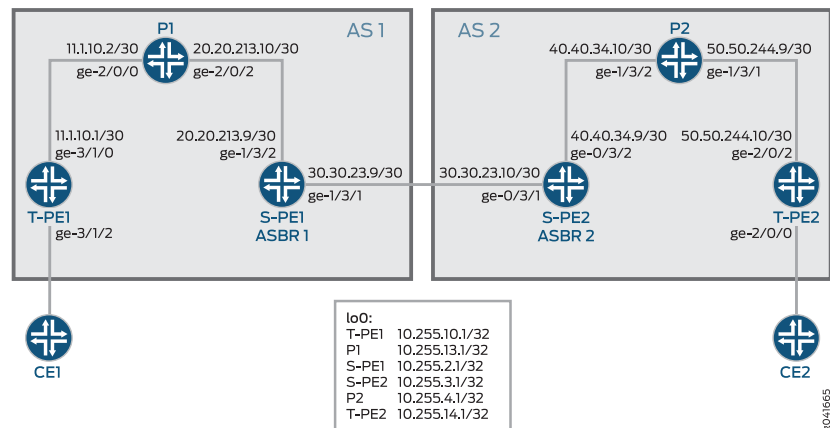 P1
AS 1
AS 2
P2
11.1.10.2/30
20.20.213.10/30
40.40.34.10/30
50.50.244.9/30
ge-2/0/0
ge-2/0/2
ge-1/3/2
ge-1/3/1
11.1.10.1/30
20.20.213.9/30
40.40.34.9/30
50.50.244.10/30
ge-3/1/0
ge-1/3/2
ge-0/3/2
ge-2/0/2
30.30.23.9/30
30.30.23.10/30
ge-1/3/1
ge-0/3/1
T-PE1
S-PE1
S-PE2
T-PE2
ge-3/1/2
ASBR 1
ASBR 2
ge-2/0/0
lo0:
T-PE1 10.255.10.1/32
P1 10.255.13.1/32
S-PE1 10.255.2.1/32
S-PE2 10.255.3.1/32
P2 10.255.4.1/32
T-PE2 10.255.14.1/32
CE1
CE2